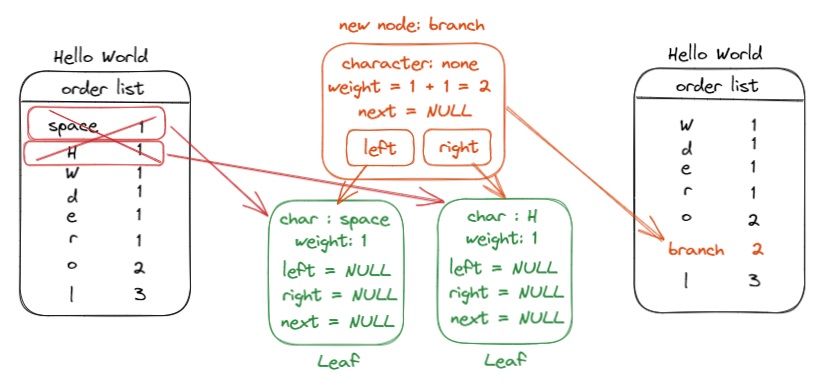 new node: branch
character: none
weight = 1 + 1 = 2
next = NULL
left right
Hello World
order list
space 1
H 1
W 1
d 1
e 1
r 1
o 2
l 3
char : space
weight: 1
left = NULL
right = NULL
next = NULL
Leaf
char : H
weight: 1
left = NULL
right = NULL
next = NULL
Leaf
Hello World
order list
W 1
d 1
e 1
r 1
o 2
branch 2
l 3